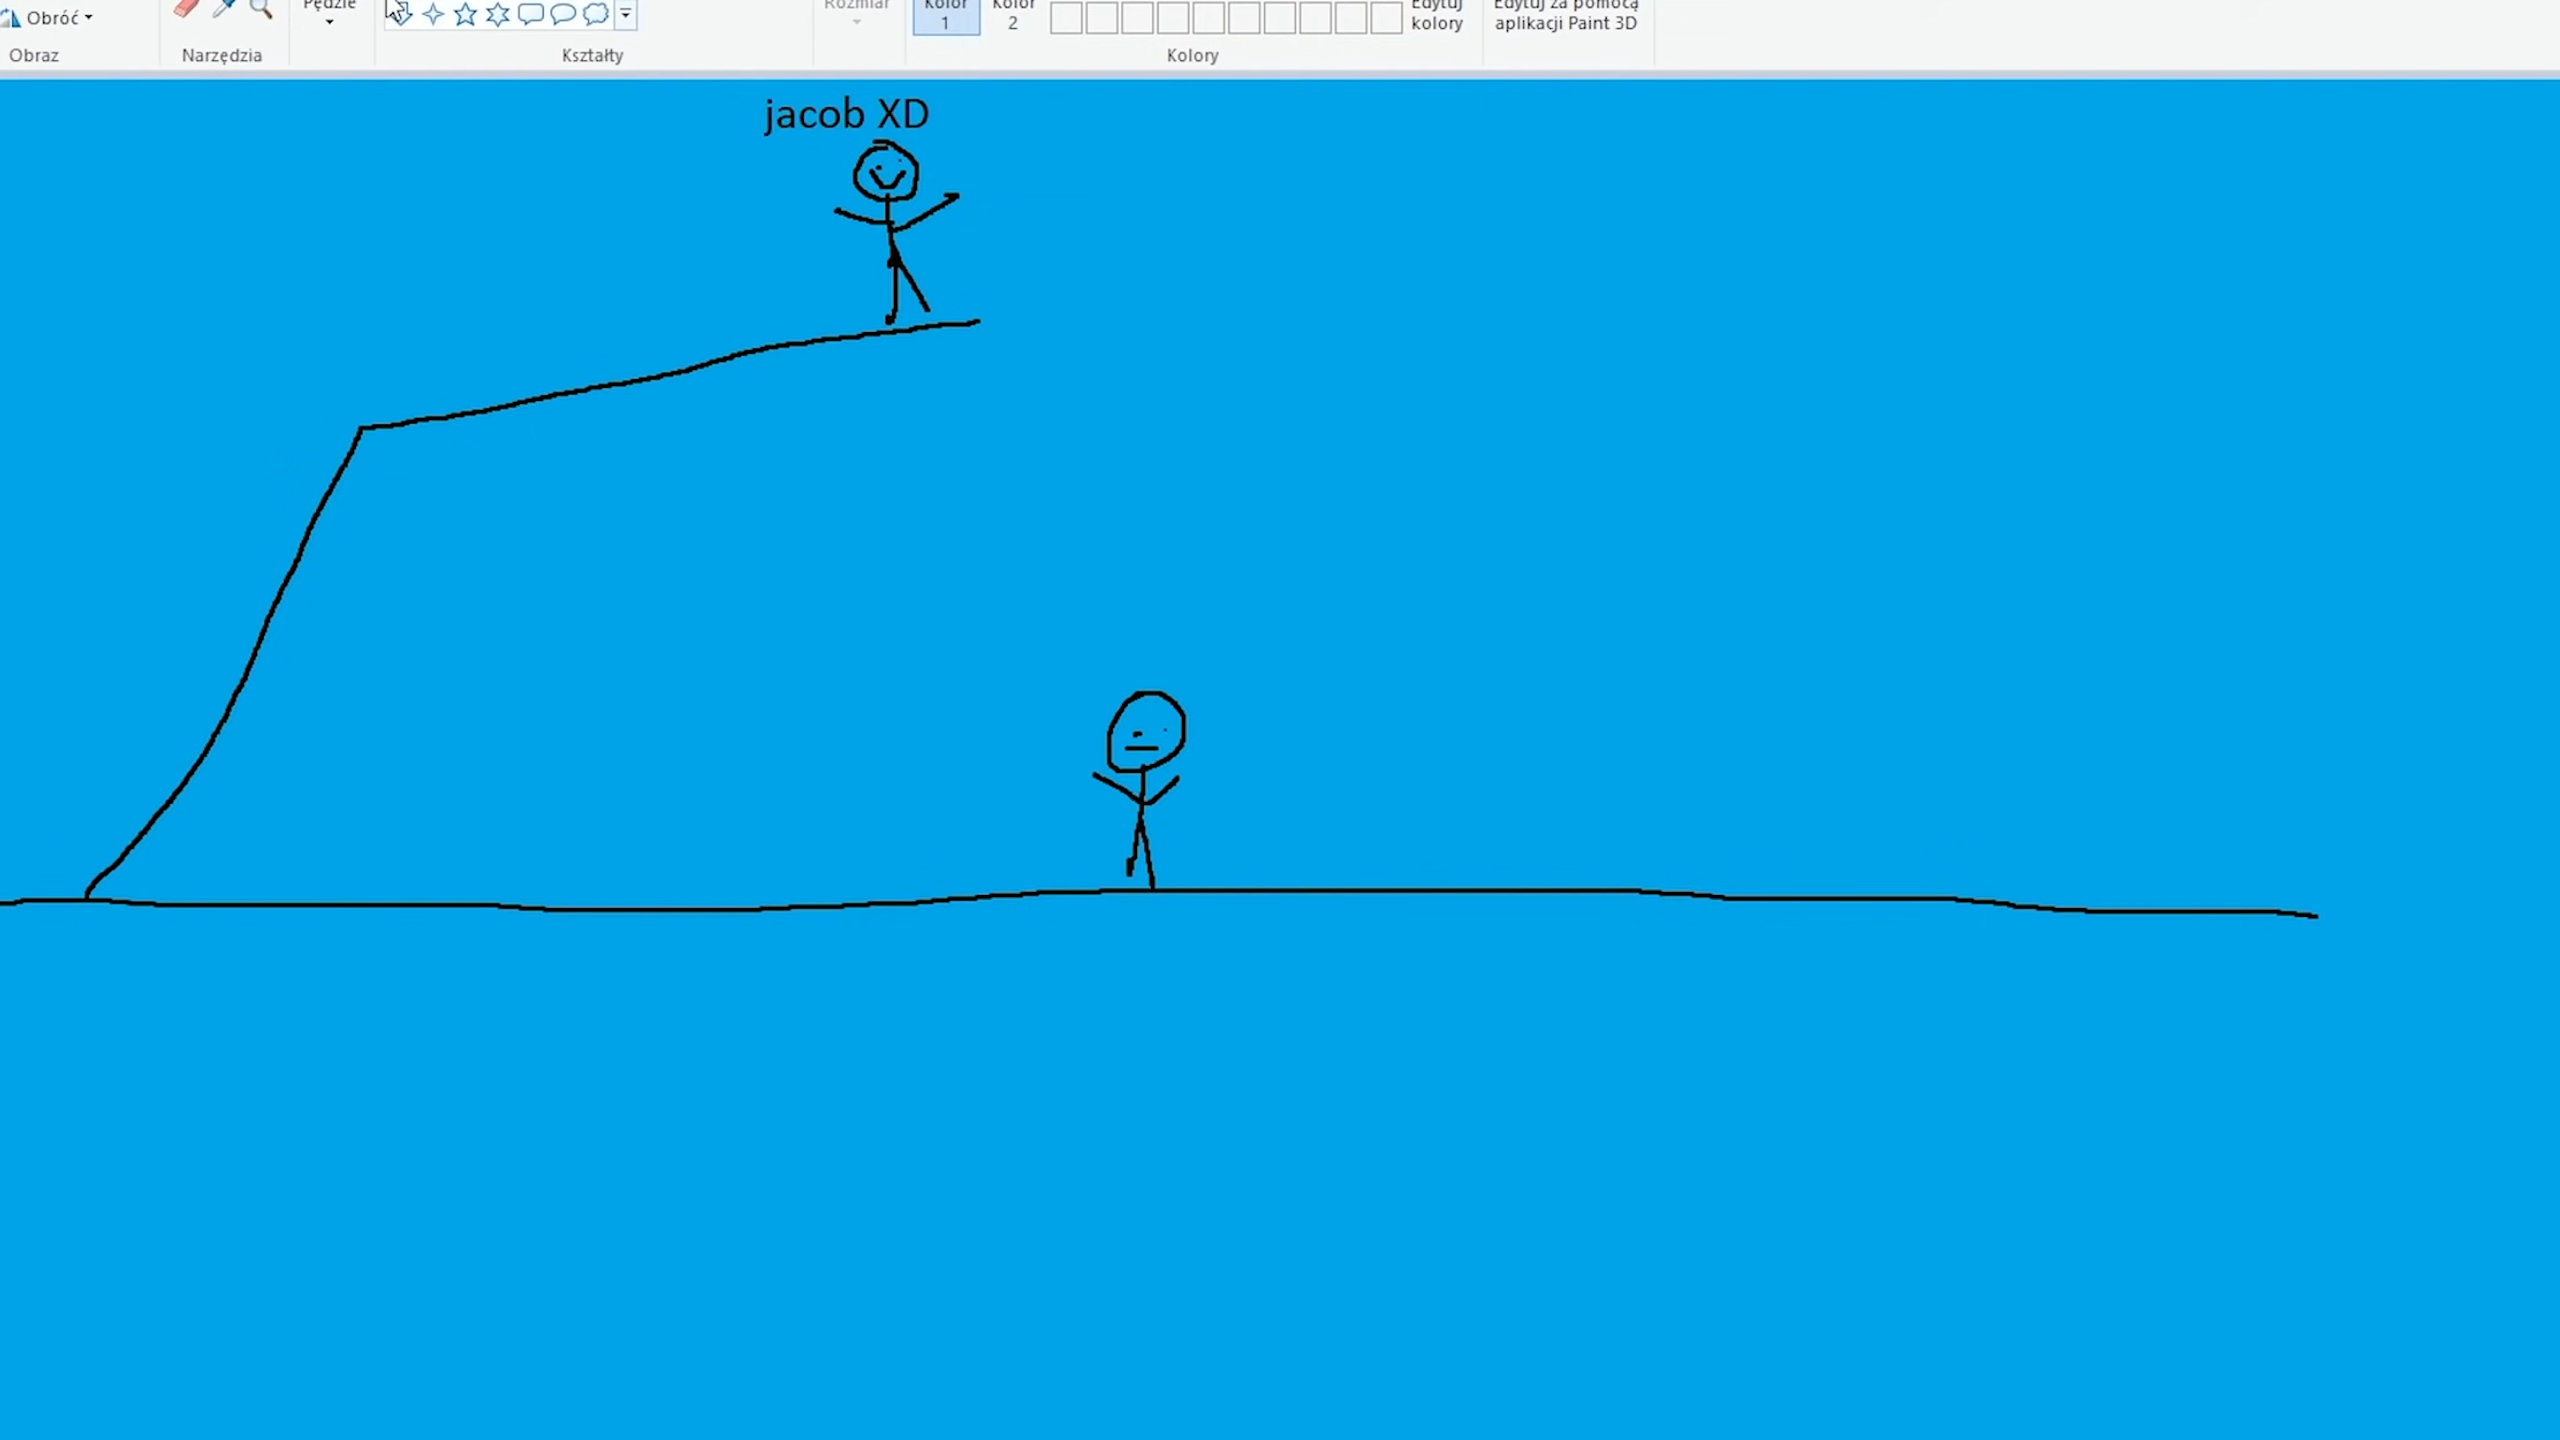 Pędzle
Rozmiar
Kolor
Kolor
Edytuj
Edytuj za pomocą
Obróć
1
2
kolory
aplikacji Paint 3D
Obraz
Narzędzia
Kształty
Kolory
jacob XD